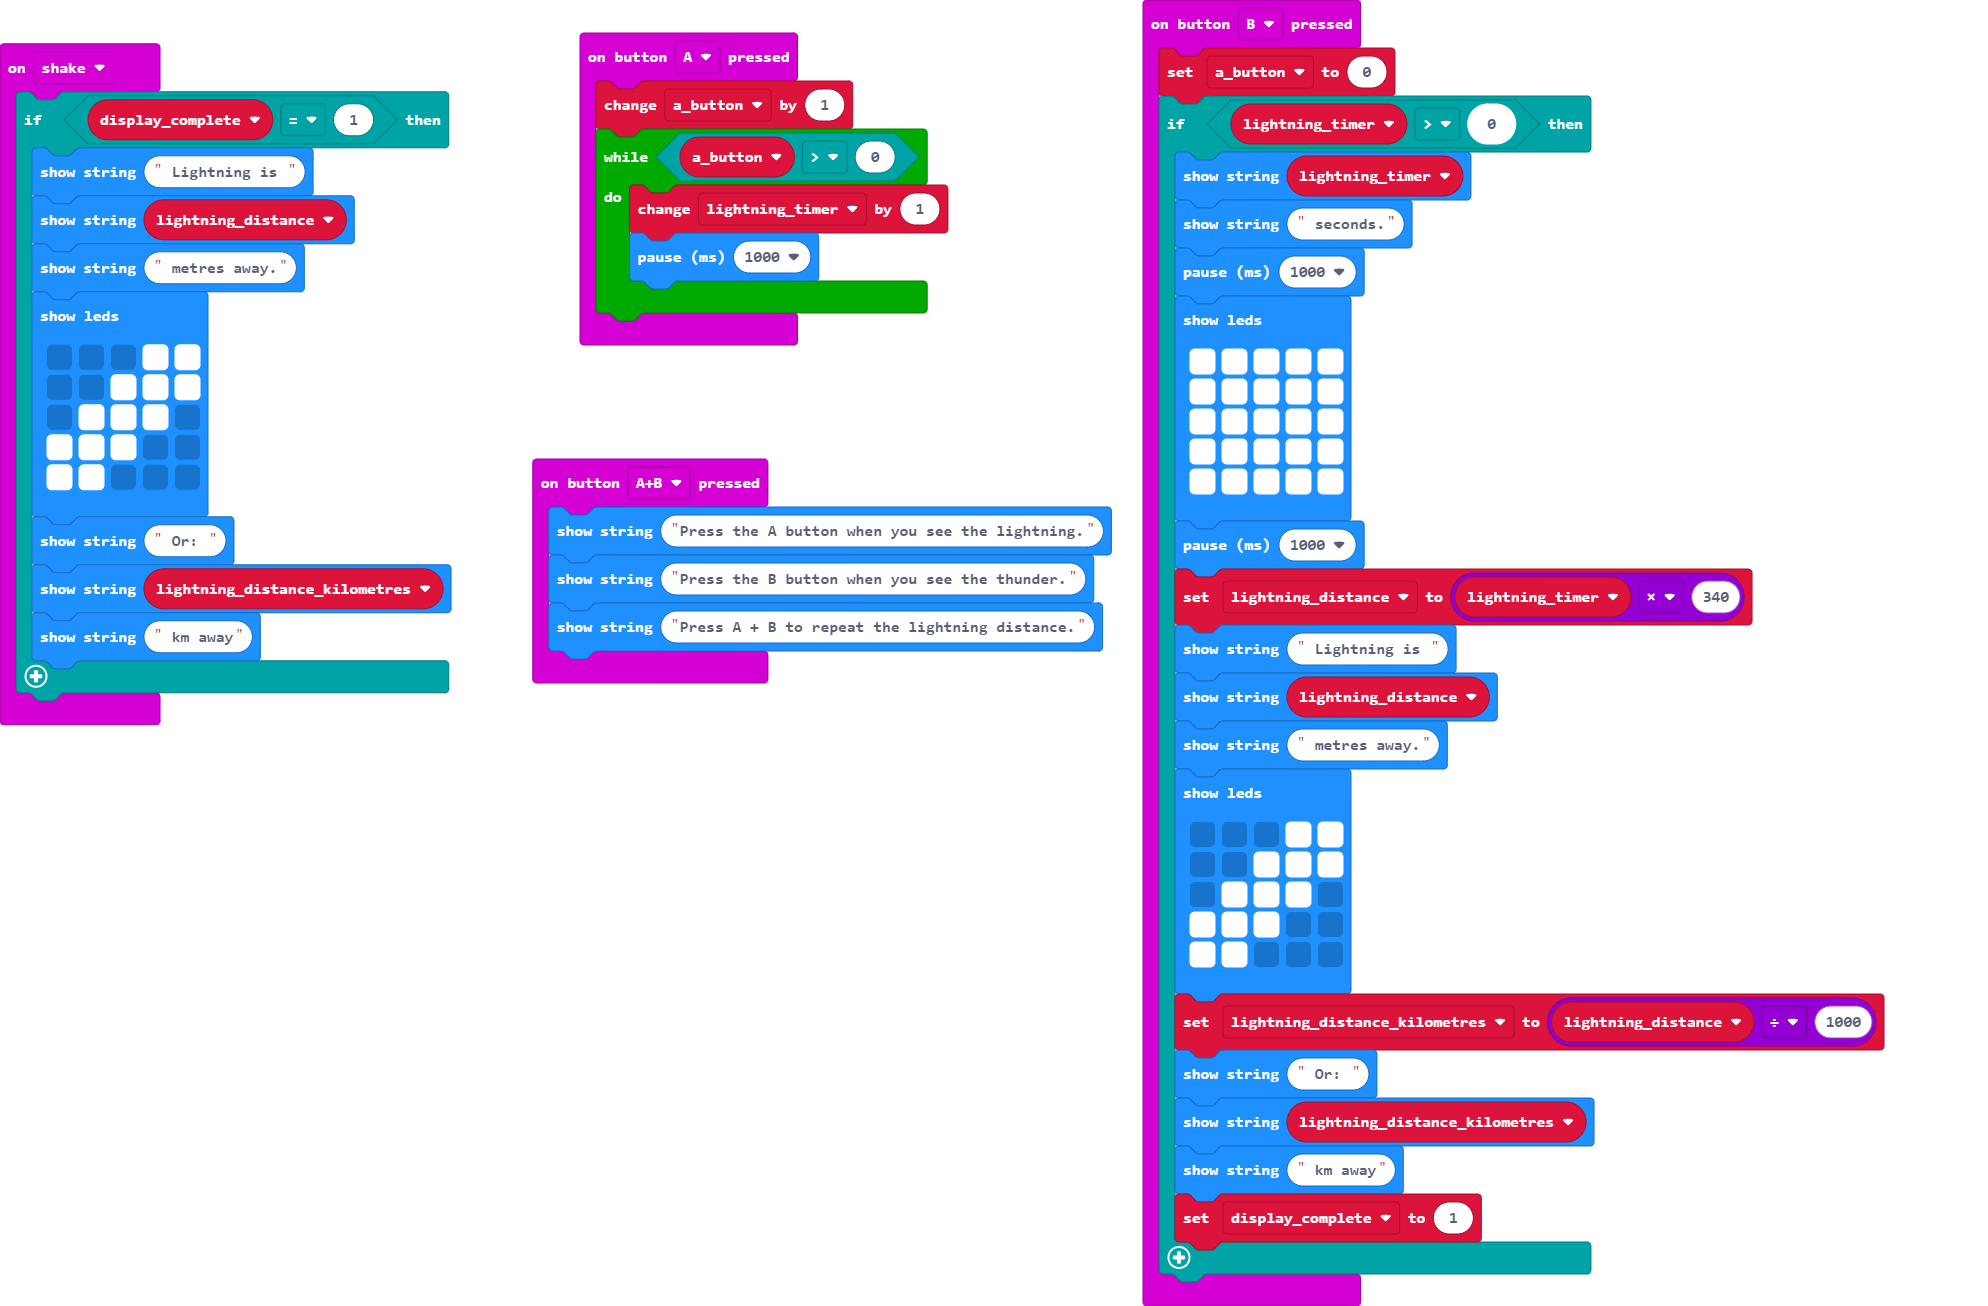 on shake
if display_complete = 1 then
show string " Lightning is "
show string lightning_distance
show string " metres away."
show leds
show string " Or: "
show string lightning_distance_kilometres
show string " km away"
on button A pressed
change a_button by 1
while a_button > 0
do
change lightning_timer by 1
pause (ms) 1000
on button A+B pressed
show string "Press the A button when you see the lightning."
show string "Press the B button when you see the thunder."
show string "Press A + B to repeat the lightning distance."
on button B pressed
set a_button to 0
if lightning_timer > 0 then
show string lightning_timer
show string " seconds."
pause (ms) 1000
show leds
pause (ms) 1000
set lightning_distance to lightning_timer × 340
show string " Lightning is "
show string lightning_distance
show string " metres away."
show leds
set lightning_distance_kilometres to lightning_distance ÷ 1000
show string " Or: "
show string lightning_distance_kilometres
show string " km away"
set display_complete to 1